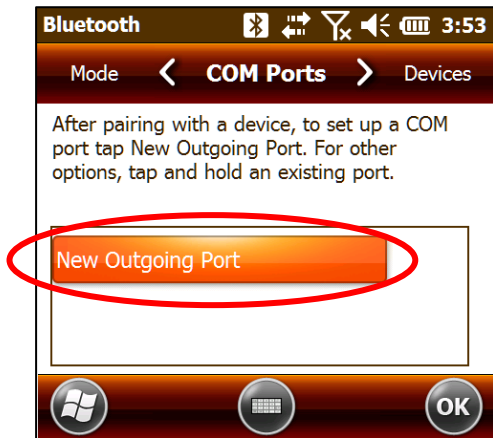 Bluetooth 3:53
Mode COM Ports Devices
After pairing with a device, to set up a COM
port tap New Outgoing Port. For other
options, tap and hold an existing port.
New Outgoing Port
OK